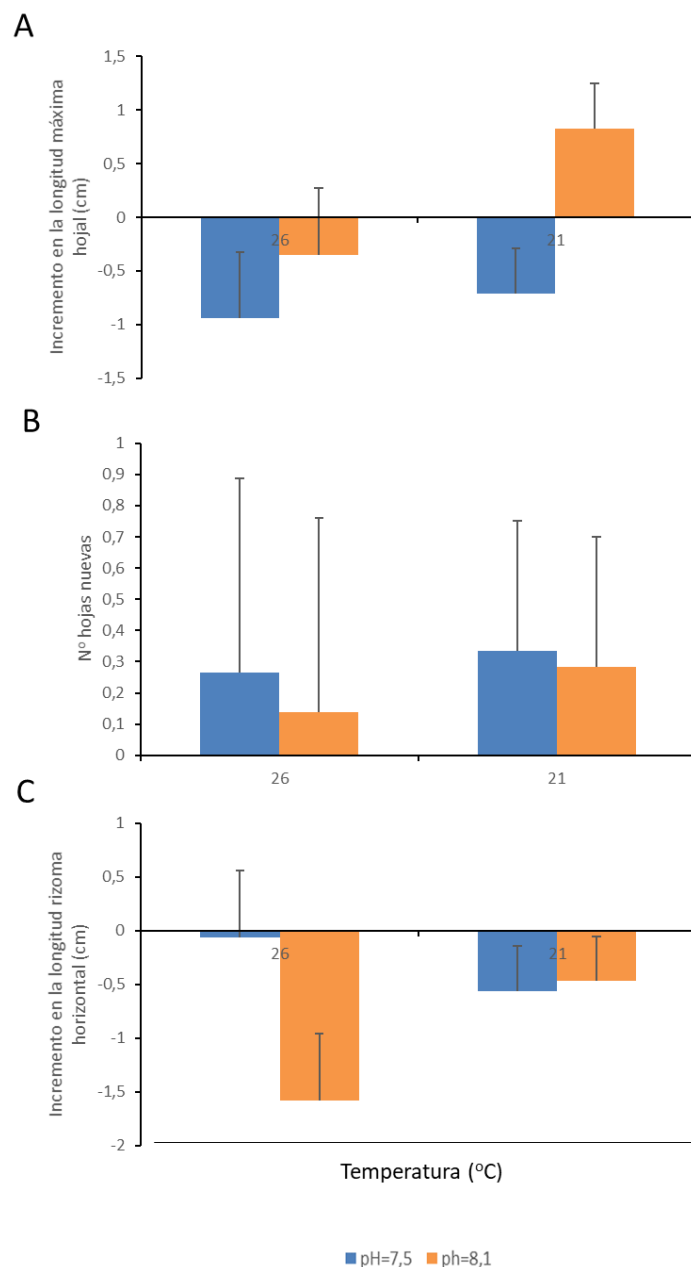 A
Incremento en la longitud máxima
hojal (cm)
1,5
1
0,5
0
-0,5
-1
-1,5
26
21
B
Nº hojas nuevas
1
0,9
0,8
0,7
0,6
0,5
0,4
0,3
0,2
0,1
0
26
21
C
Incremento en la longitud rizoma
horizontal (cm)
1
0,5
0
-0,5
-1
-1,5
-2
26
21
Temperatura (ºC)
pH=7,5
ph=8,1